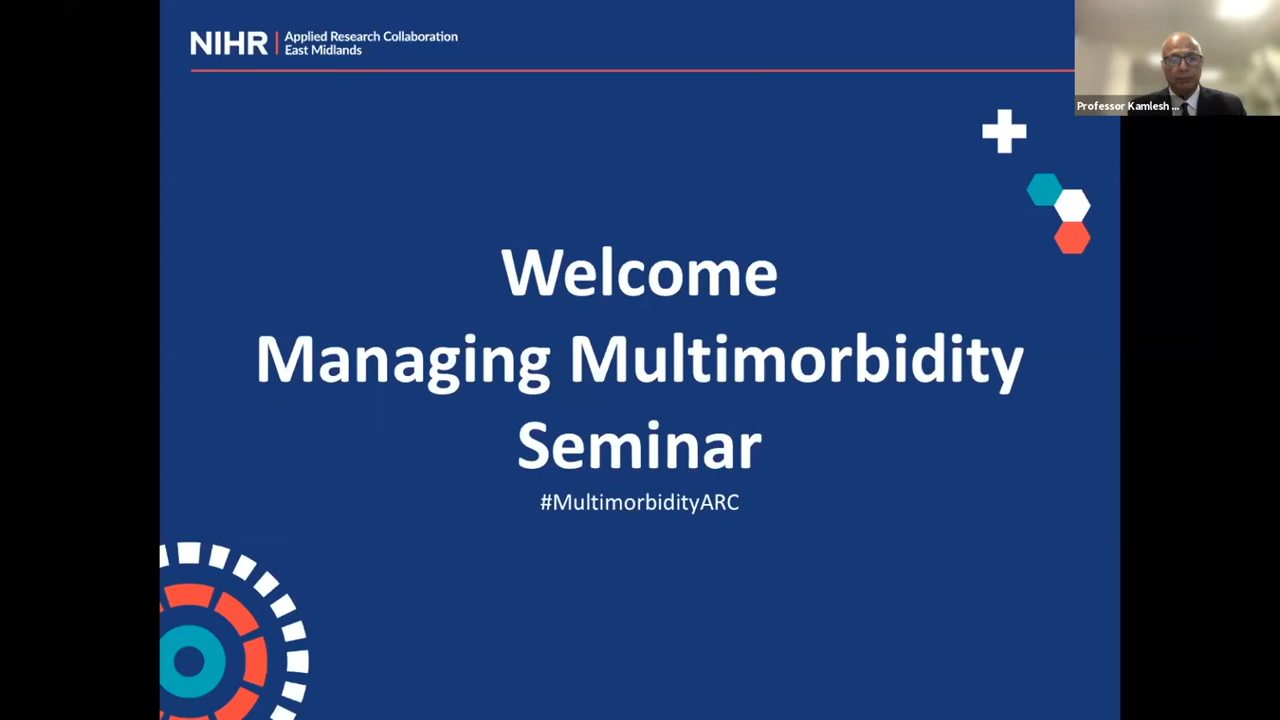 NIHR
Applied Research Collaboration
East Midlands
Professor Kamlesh ...
Welcome
Managing Multimorbidity
Seminar
#MultimorbidityARC